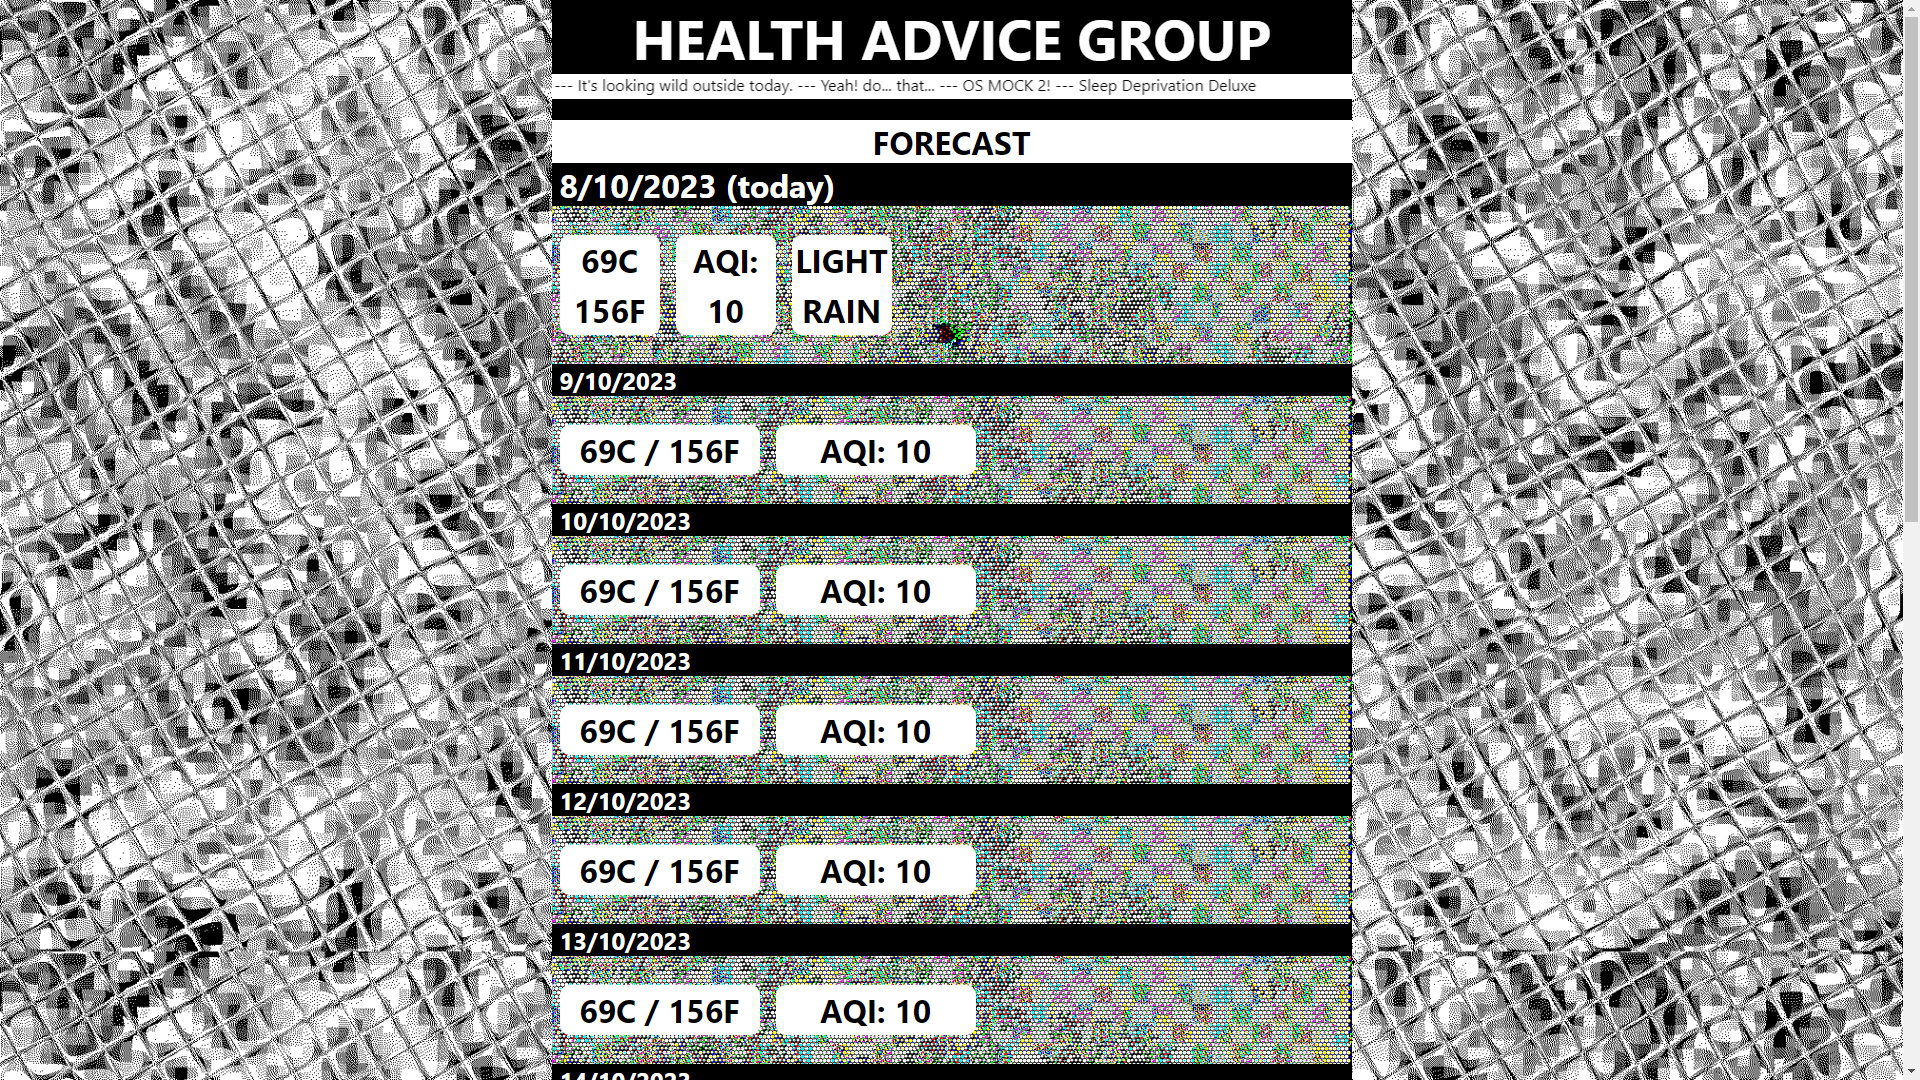 HEALTH ADVICE GROUP
--- It's looking wild outside today. --- Yeah! do... that... --- OS MOCK 2! --- Sleep Deprivation Deluxe
FORECAST
8/10/2023 (today)
69C
156F
AQI:
10
LIGHT
RAIN
9/10/2023
69C / 156F
AQI: 10
10/10/2023
69C / 156F
AQI: 10
11/10/2023
69C / 156F
AQI: 10
12/10/2023
69C / 156F
AQI: 10
13/10/2023
69C / 156F
AQI: 10
14/10/2023